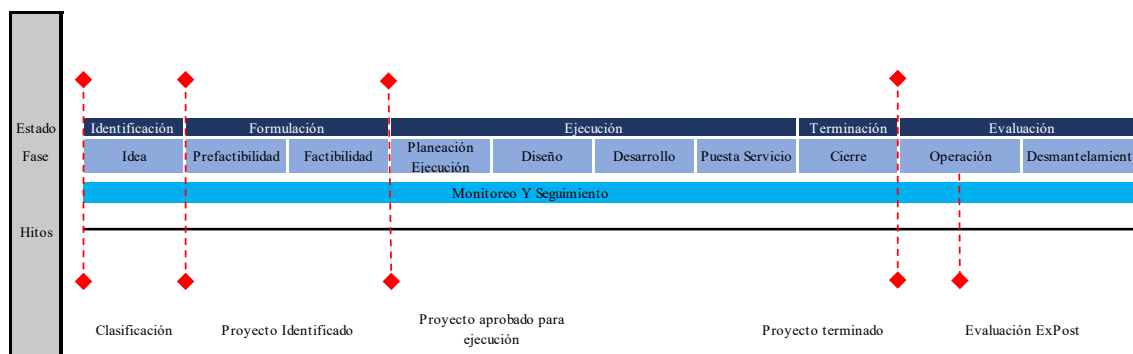 Estado
Identificación
Formulación
Ejecución
Terminación
Evaluación
Fase
Idea
Prefactibilidad
Factibilidad
Planeación
Ejecución
Diseño
Desarrollo
Puesta Servicio
Cierre
Operación
Desmantelamient
Monitoreo Y Seguimiento
Hitos
Clasificación
Proyecto Identificado
Proyecto aprobado para
ejecución
Proyecto terminado
Evaluación ExPost